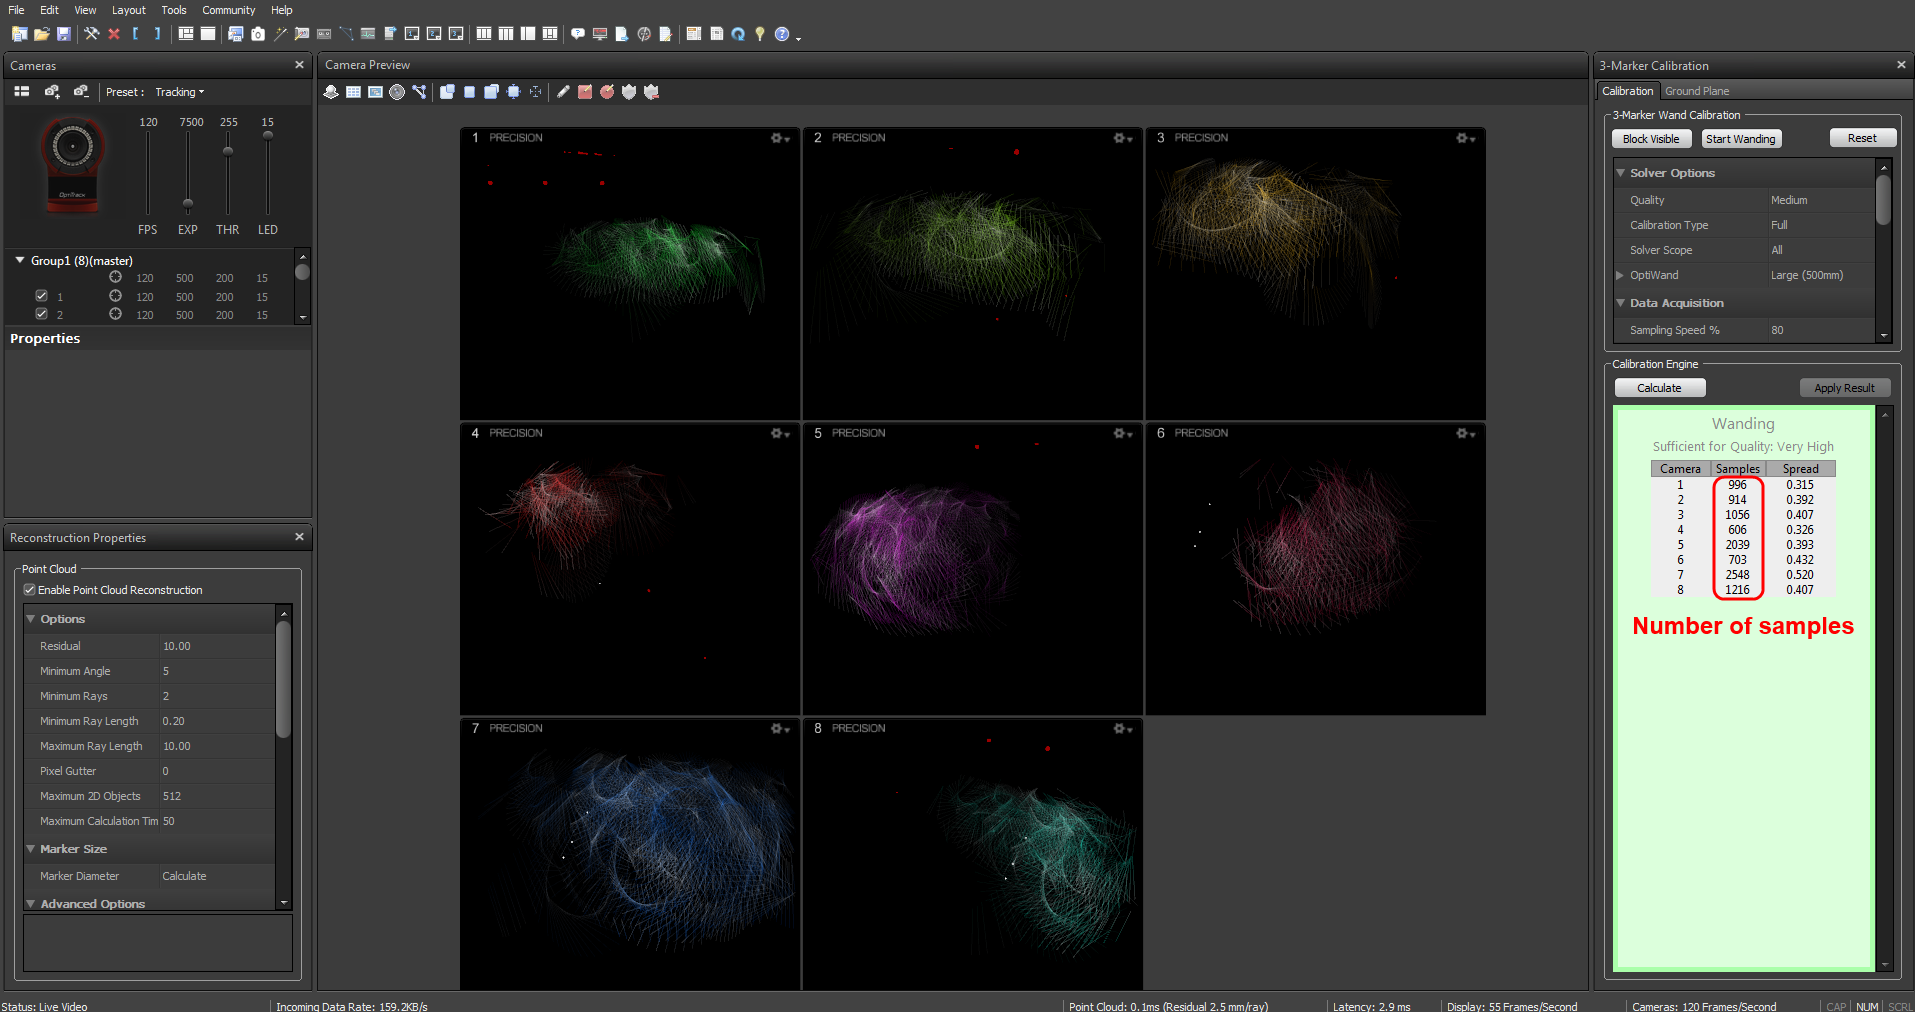 File Edit View Layout Tools Community Help
Cameras
Preset : Tracking
120 7500 255 15
OptiTrack
FPS EXP THR LED
Group1 (8)(master)
120 500 200 15
1 120 500 200 15
2 120 500 200 15
Properties
Reconstruction Properties
Point Cloud
Enable Point Cloud Reconstruction
Options
Residual 10.00
Minimum Angle 5
Minimum Rays 2
Minimum Ray Length 0.20
Maximum Ray Length 10.00
Pixel Gutter 0
Maximum 2D Objects 512
Maximum Calculation Tim 50
Marker Size
Marker Diameter Calculate
Advanced Options
Camera Preview
1 PRECISION
2 PRECISION
3 PRECISION
4 PRECISION
5 PRECISION
6 PRECISION
7 PRECISION
8 PRECISION
3-Marker Calibration
Calibration Ground Plane
3-Marker Wand Calibration
Block Visible Start Wanding Reset
Solver Options
Quality Medium
Calibration Type Full
Solver Scope All
OptiWand Large (500mm)
Data Acquisition
Sampling Speed % 80
Calibration Engine
Calculate Apply Result
Wanding
Sufficient for Quality: Very High
Camera Samples Spread
1 996 0.315
2 914 0.392
3 1056 0.407
4 606 0.326
5 2039 0.393
6 703 0.432
7 2548 0.520
8 1216 0.407
Number of samples
Status: Live Video Incoming Data Rate: 159.2KB/s Point Cloud: 0.1ms (Residual 2.5 mm/ray) Latency: 2.9 ms Display: 55 Frames/Second Cameras: 120 Frames/Second CAP NUM SCRL